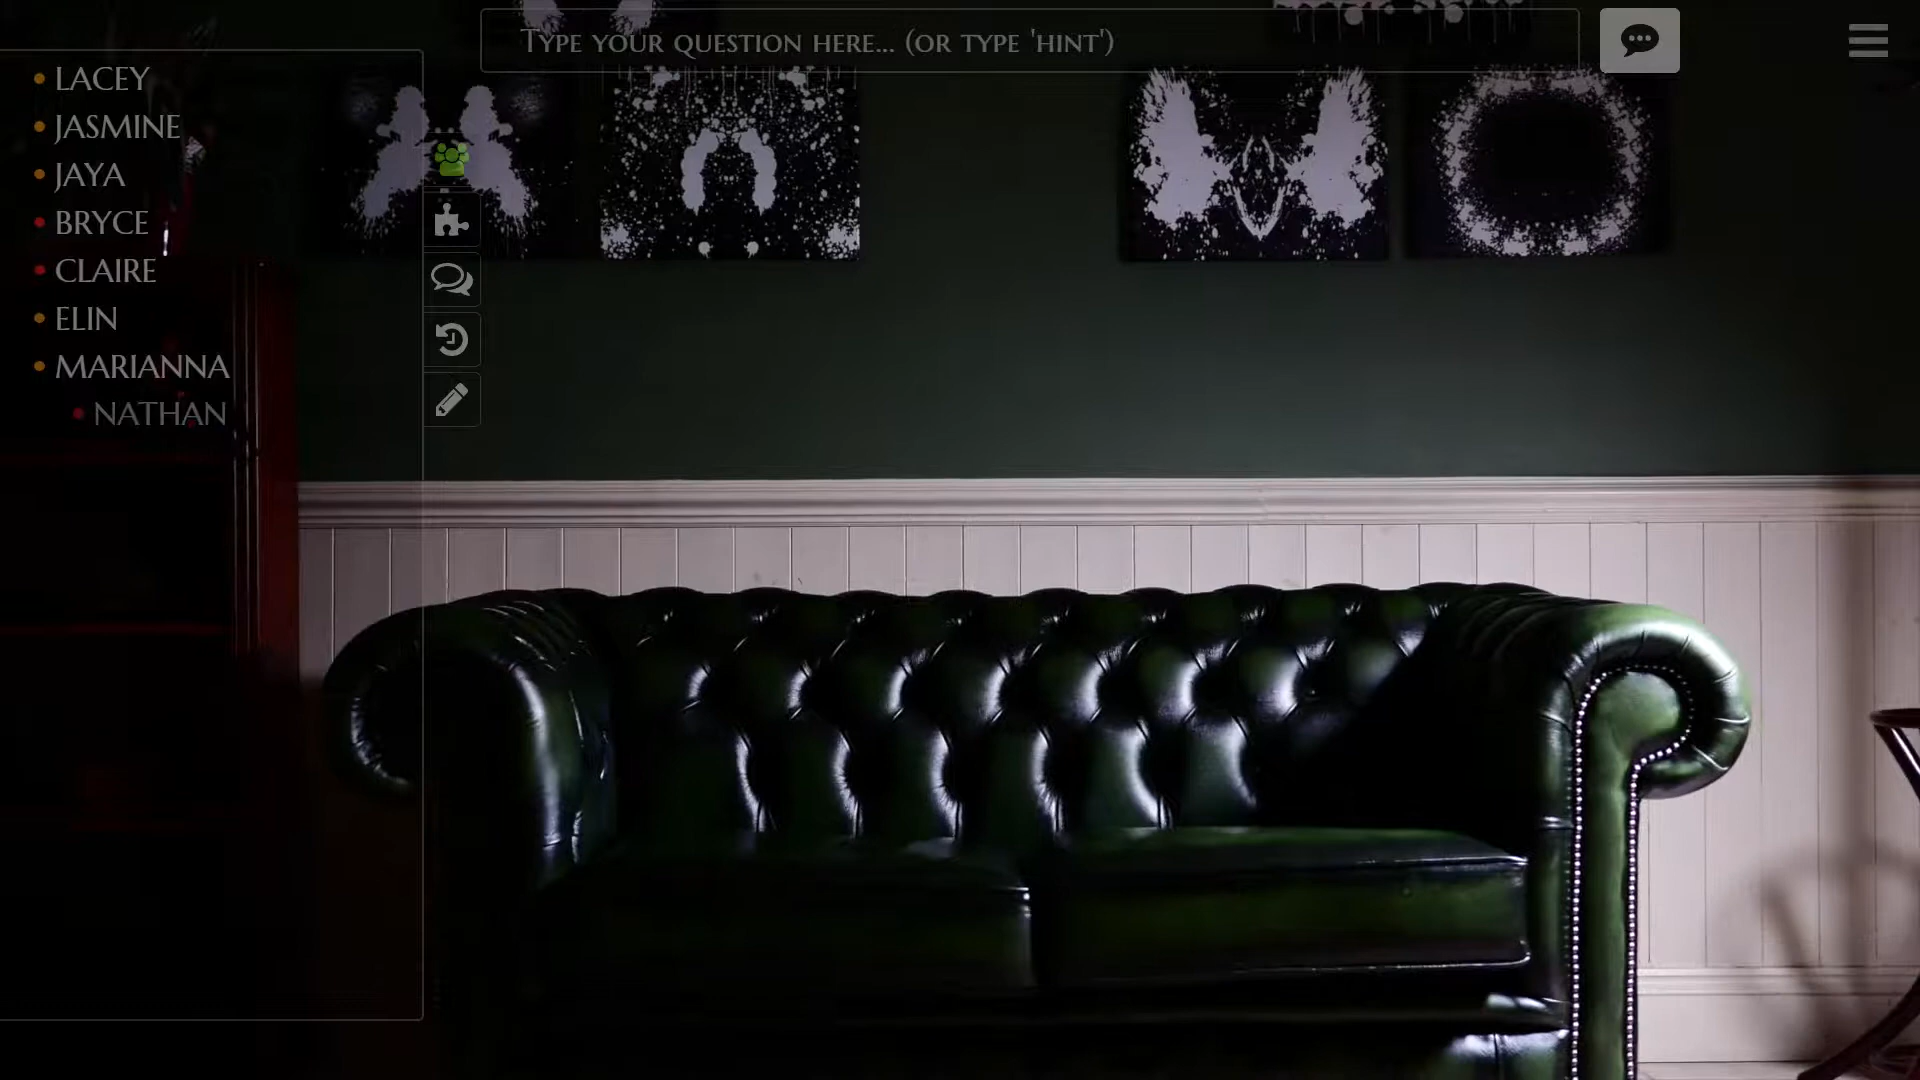 Type your question here... (or type 'hint')
LACEY
JASMINE
JAYA
BRYCE
CLAIRE
ELIN
MARIANNA
NATHAN